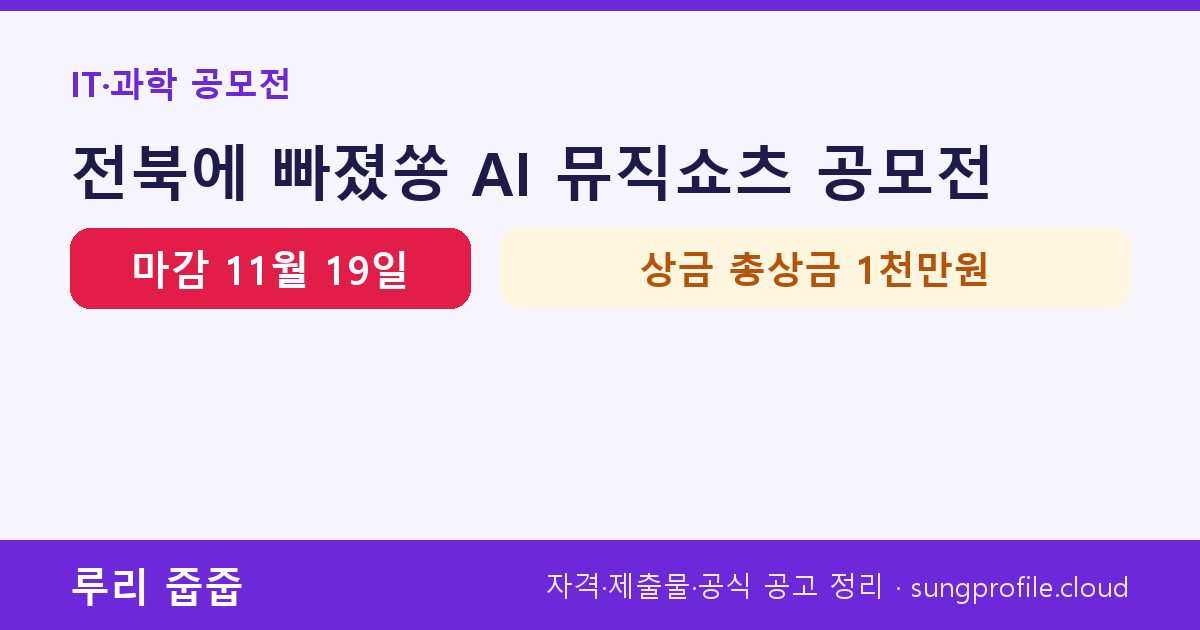 IT·과학 공모전
전북에 빠졌쏭 AI 뮤직쇼츠 공모전
마감 11월 19일
상금 총상금 1천만원
루리 줍줍
자격·제출물·공식 공고 정리 · sungprofile.cloud